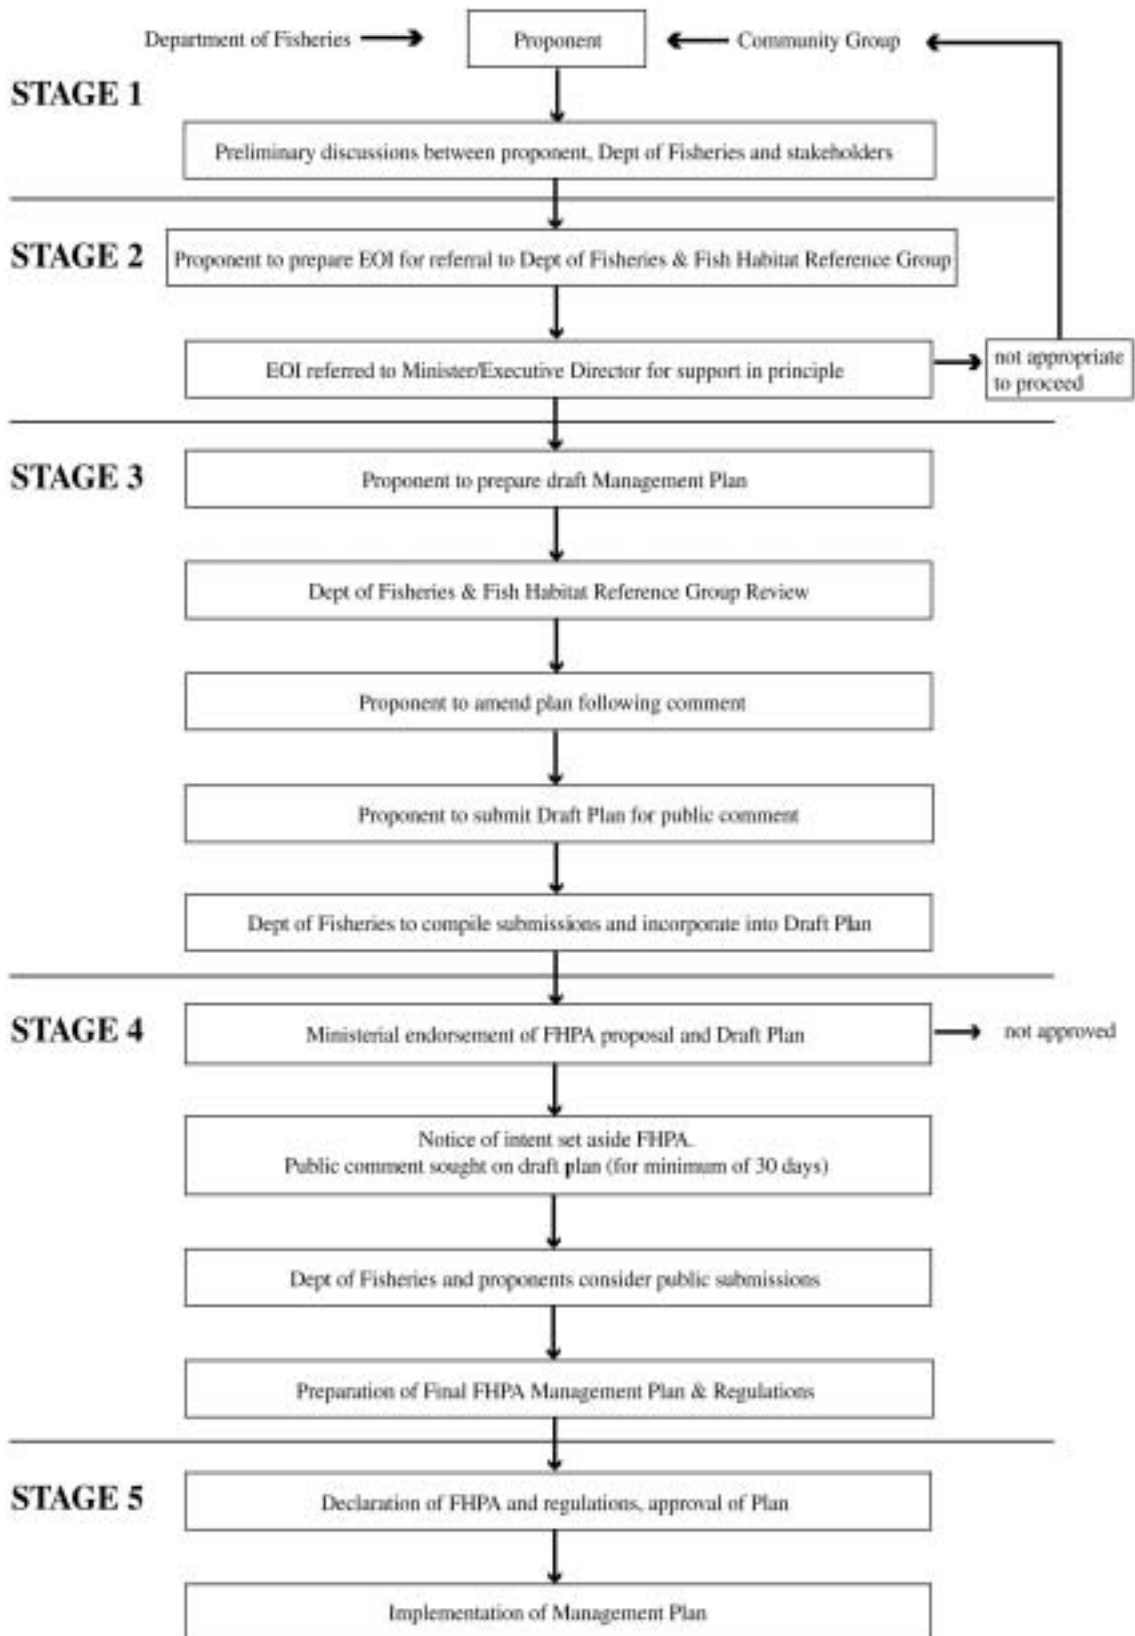 Department of Fisheries
Proponent
Community Group
STAGE 1
Preliminary discussions between proponent, Dept of Fisheries and stakeholders
STAGE 2
Proponent to prepare EOI for referral to Dept of Fisheries & Fish Habitat Reference Group
EOI referred to Minister/Executive Director for support in principle
not appropriate
to proceed
STAGE 3
Proponent to prepare draft Management Plan
Dept of Fisheries & Fish Habitat Reference Group Review
Proponent to amend plan following comment
Proponent to submit Draft Plan for public comment
Dept of Fisheries to compile submissions and incorporate into Draft Plan
STAGE 4
Ministerial endorsement of FHPA proposal and Draft Plan
not approved
Notice of intent set aside FHPA.
Public comment sought on draft plan (for minimum of 30 days)
Dept of Fisheries and proponents consider public submissions
Preparation of Final FHPA Management Plan & Regulations
STAGE 5
Declaration of FHPA and regulations, approval of Plan
Implementation of Management Plan